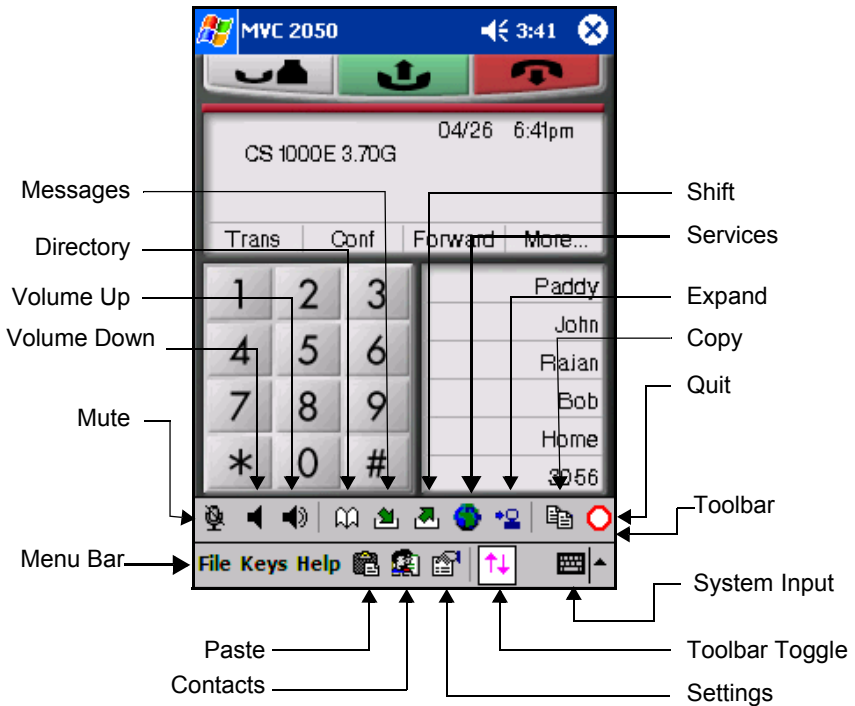 MVC 2050 3:41
04/26 6:41pm
CS 1000E 3.70G
Trans Conf Forward More...
1 2 3
4 5 6
7 8 9
* 0 #
Paddy
John
Rajan
Bob
Home
3956
File Keys Help
Messages
Directory
Volume Up
Volume Down
Mute
Menu Bar
Shift
Services
Expand
Copy
Quit
Toolbar
System Input
Paste
Contacts
Toolbar Toggle
Settings